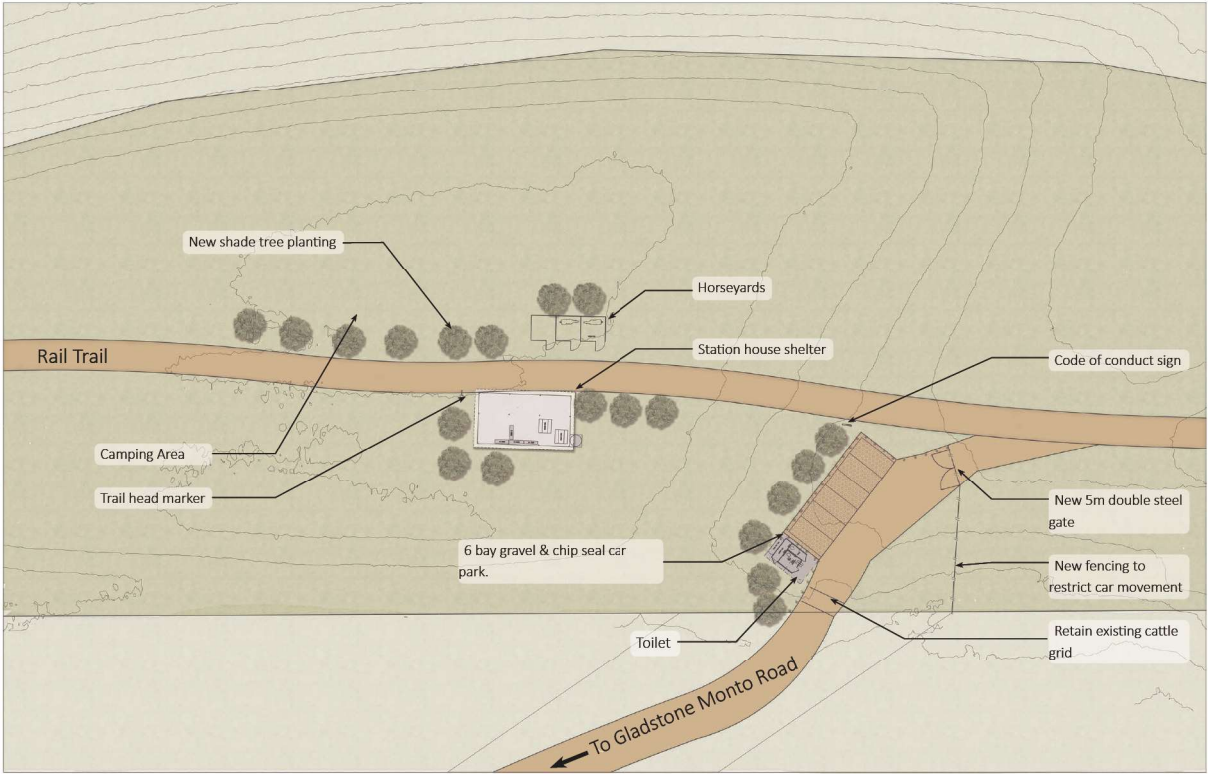 New shade tree planting
Horseyards
Station house shelter
Rail Trail
Code of conduct sign
Camping Area
Trail head marker
New 5m double steel
gate
6 bay gravel & chip seal car
park.
New fencing to
restrict car movement
Toilet
Retain existing cattle
grid
To Gladstone Monto Road